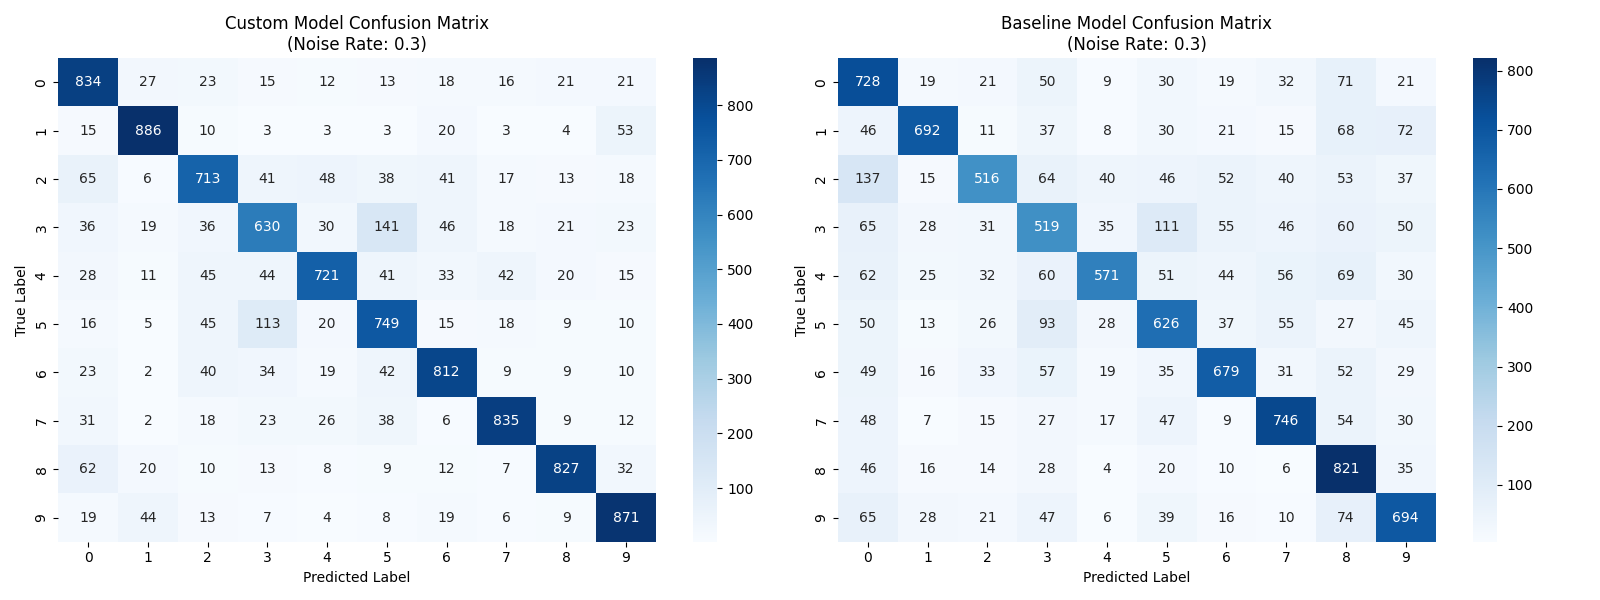 Custom Model Confusion Matrix
(Noise Rate: 0.3)
0 834 27 23 15 12 13 18 16 21 21
1 15 886 10 3 3 3 20 3 4 53
2 65 6 713 41 48 38 41 17 13 18
3 36 19 36 630 30 141 46 18 21 23
4 28 11 45 44 721 41 33 42 20 15
5 16 5 45 113 20 749 15 18 9 10
6 23 2 40 34 19 42 812 9 9 10
7 31 2 18 23 26 38 6 835 9 12
8 62 20 10 13 8 9 12 7 827 32
9 19 44 13 7 4 8 19 6 9 871
0 1 2 3 4 5 6 7 8 9
True Label
Predicted Label
800
700
600
500
400
300
200
100
Baseline Model Confusion Matrix
(Noise Rate: 0.3)
0 728 19 21 50 9 30 19 32 71 21
1 46 692 11 37 8 30 21 15 68 72
2 137 15 516 64 40 46 52 40 53 37
3 65 28 31 519 35 111 55 46 60 50
4 62 25 32 60 571 51 44 56 69 30
5 50 13 26 93 28 626 37 55 27 45
6 49 16 33 57 19 35 679 31 52 29
7 48 7 15 27 17 47 9 746 54 30
8 46 16 14 28 4 20 10 6 821 35
9 65 28 21 47 6 39 16 10 74 694
0 1 2 3 4 5 6 7 8 9
True Label
Predicted Label
800
700
600
500
400
300
200
100